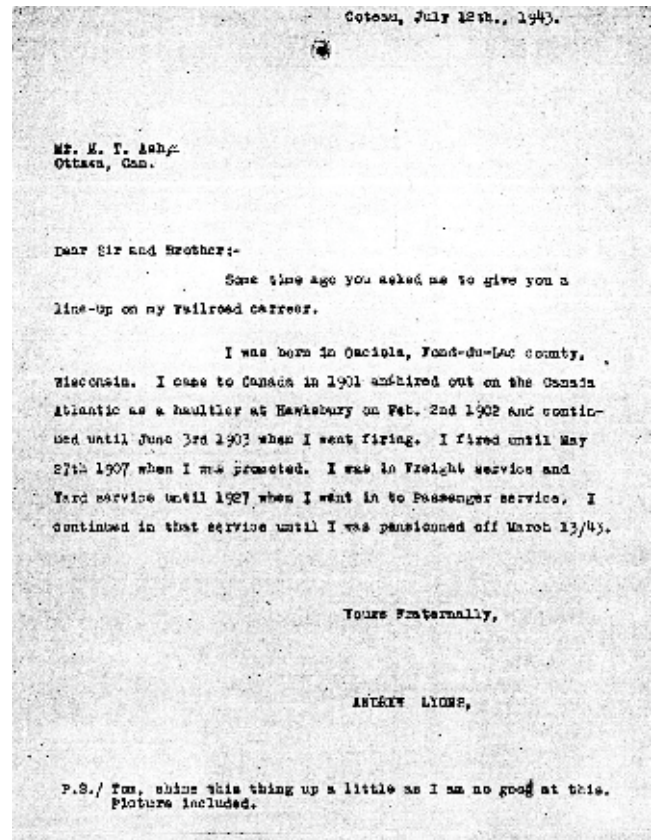 Coteau, July 12th., 1943.
Mr. M. T. Ash,
Ottawa, Can.
Dear Sir and Brother:-
Some time ago you asked me to give you a
line-up on my railroad carreer.
I was born in Osciola, Fond-du-Lac county,
Wisconsin. I came to Canada in 1901 and hired out on the Canada
Atlantic as a haultler at Hawksbury on Feb. 2nd 1902 and contin-
ued until June 3rd 1903 when I went firing. I fired until May
27th 1907 when I was promoted. I was in Freight service and
Yard service until 1927 when I went in to Passenger service. I
continued in that service until I was pensionned off March 13/43.
Yours Fraternally,
ANDREW LYONS,
P.S./ Tom, shine this thing up a little as I am no good at this.
Picture included.